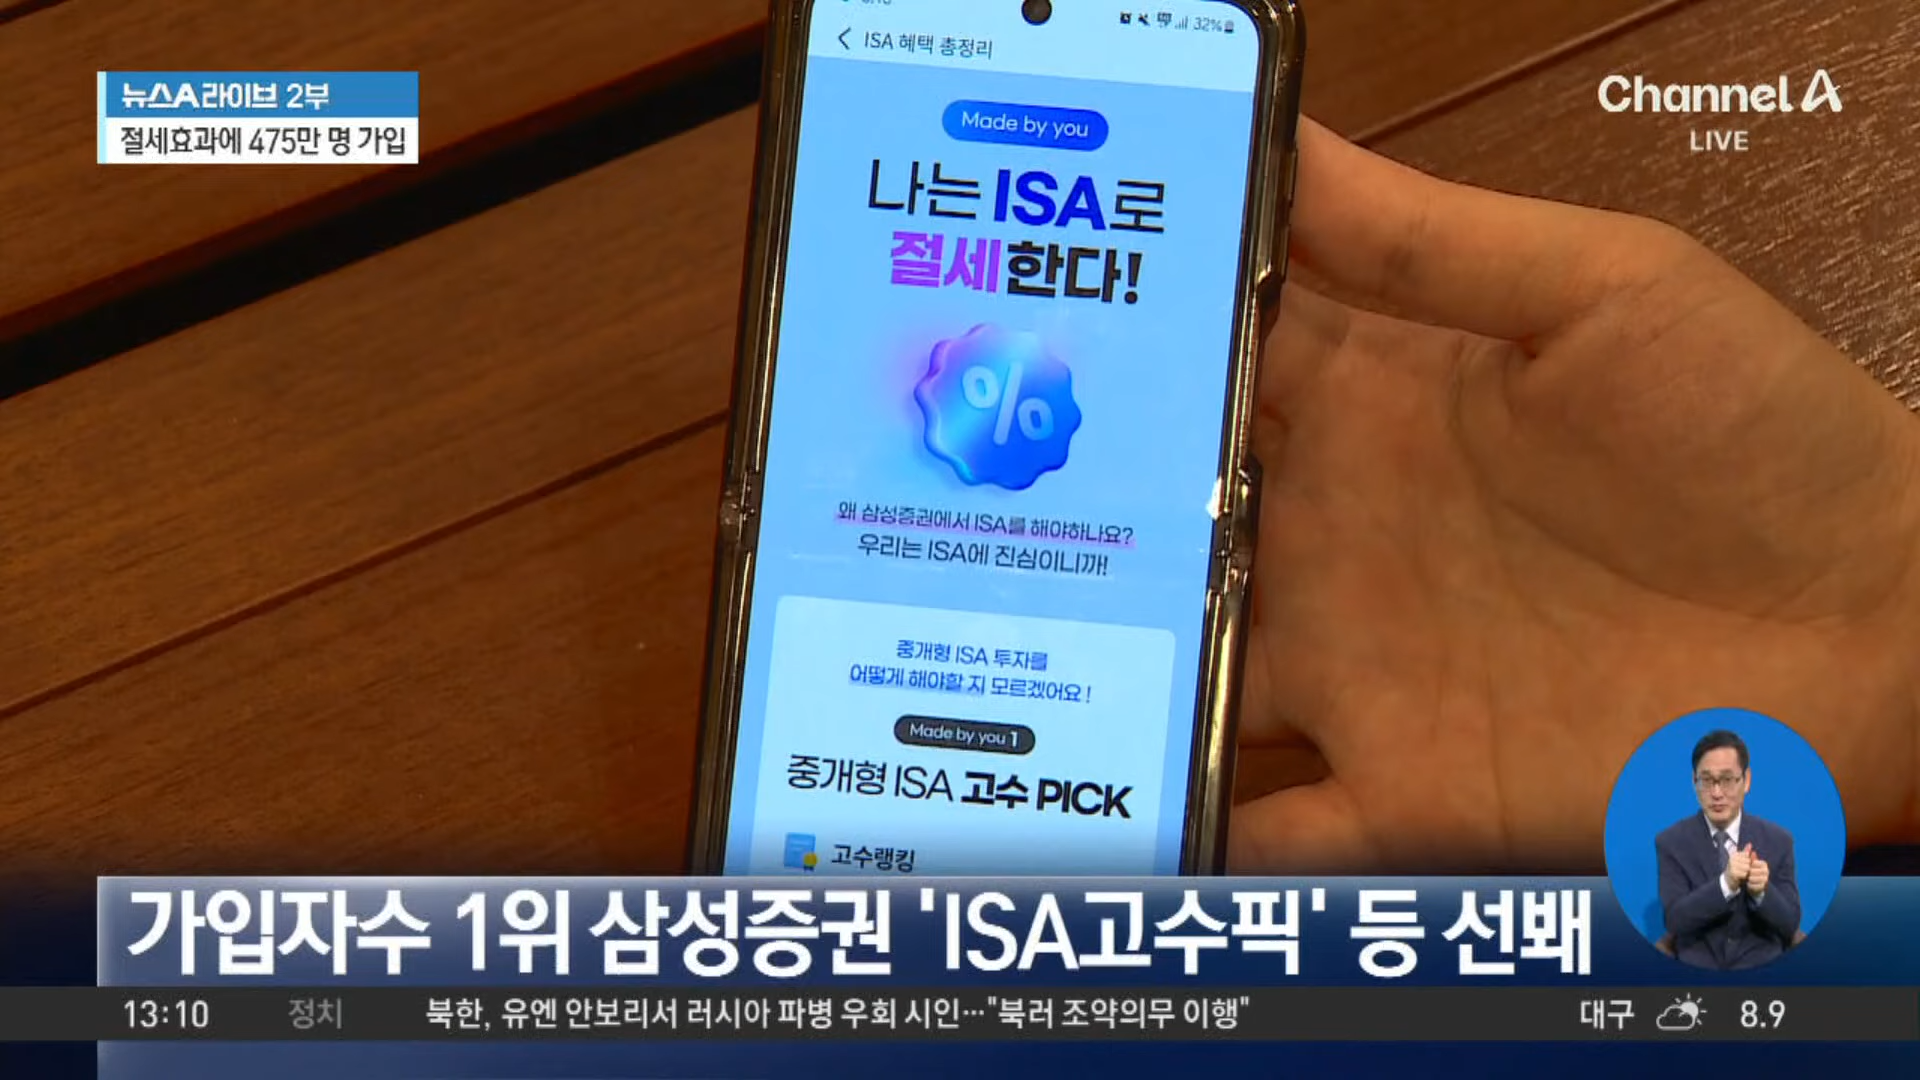 뉴스A 라이브 2부
절세효과에 475만 명 가입
Channel A
LIVE
32%
ISA 혜택 총정리
Made by you
나는 ISA로
절세한다!
%
왜 삼성증권에서 ISA를 해야하나요?
우리는 ISA에 진심이니까!
중개형 ISA 투자를
어떻게 해야할 지 모르겠어요!
Made by you 1
중개형 ISA 고수 PICK
고수랭킹
가입자수 1위 삼성증권 'ISA고수픽' 등 선봬
13:10 정치 북한, 유엔 안보리서 러시아 파병 우회 시인…"북러 조약의무 이행" 대구 8.9